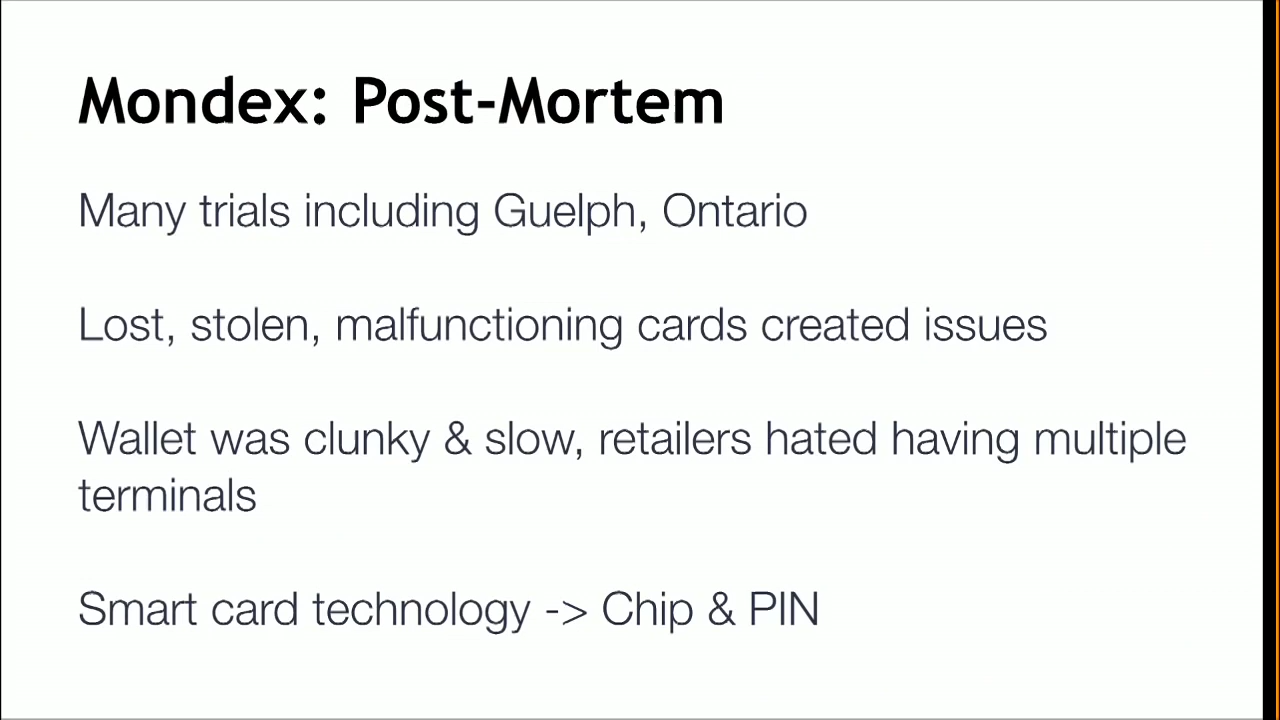 Mondex: Post-Mortem
Many trials including Guelph, Ontario
Lost, stolen, malfunctioning cards created issues
Wallet was clunky & slow, retailers hated having multiple
terminals
Smart card technology -> Chip & PIN